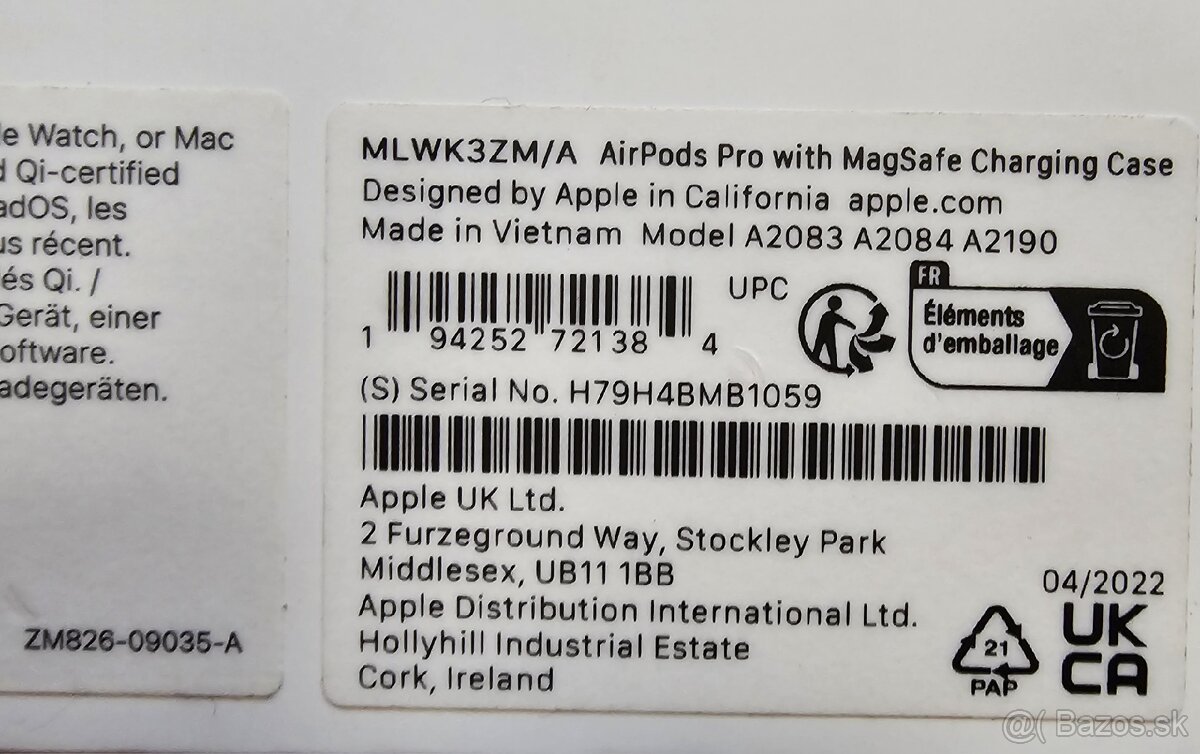 le Watch, or Mac
d Qi-certified
adOS, les
us récent.
és Qi. /
Gerät, einer
oftware.
adegeräten.
ZM826-09035-A
MLWK3ZM/A AirPods Pro with MagSafe Charging Case
Designed by Apple in California apple.com
Made in Vietnam Model A2083 A2084 A2190
UPC
1 94252 72138 4
FR
Éléments
d'emballage
(S) Serial No. H79H4BMB1059
Apple UK Ltd.
2 Furzeground Way, Stockley Park
Middlesex, UB11 1BB
Apple Distribution International Ltd.
Hollyhill Industrial Estate
Cork, Ireland
04/2022
21
PAP
UK
CA
@( Bazos.sk